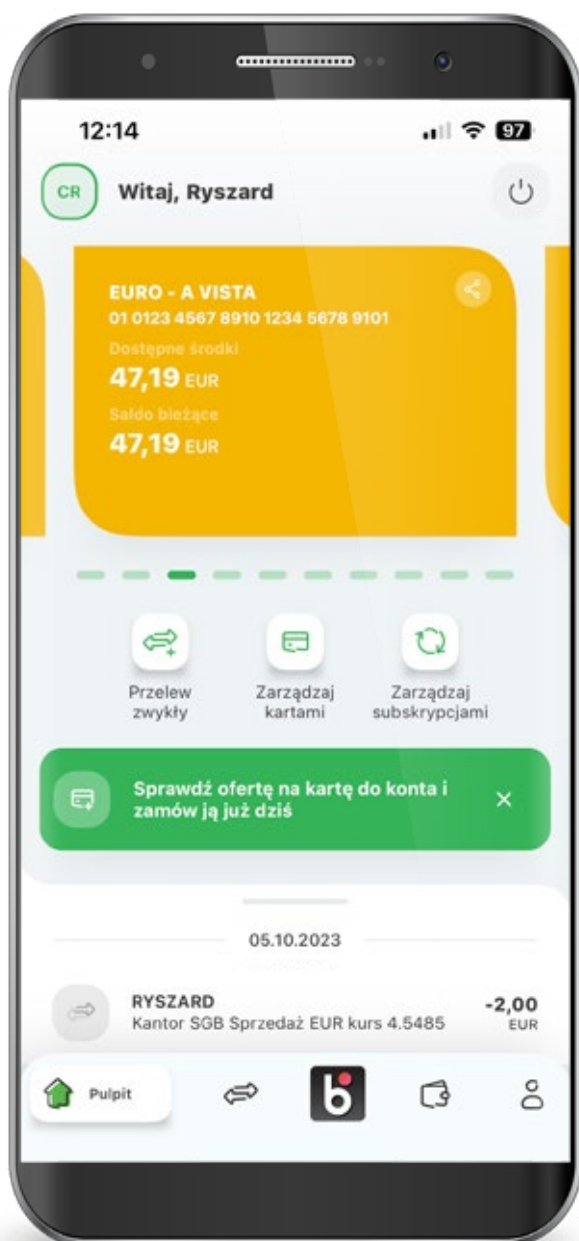 12:14
97
CR
Witaj, Ryszard
EURO - A VISTA
01 0123 4567 8910 1234 5678 9101
Dostępne środki
47,19 EUR
Saldo bieżące
47,19 EUR
Przelew
zwykły
Zarządzaj
kartami
Zarządzaj
subskrypcjami
Sprawdź ofertę na kartę do konta i
zamów ją już dziś
05.10.2023
RYSZARD
-2,00
Kantor SGB Sprzedaż EUR kurs 4.5485
EUR
Pulpit
b